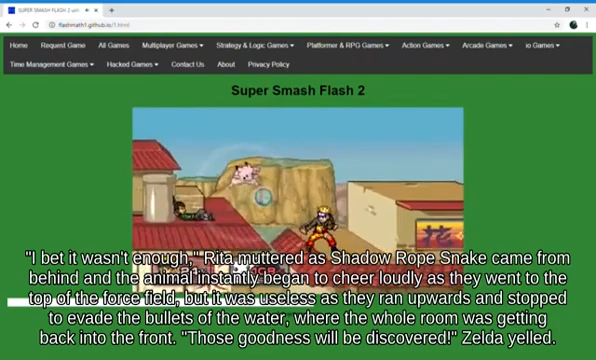 SUPER SMASH FLASH 2
flashmath1.github.io/1.html
Home Request Game All Games Multiplayer Games Strategy & Logic Games Platformer & RPG Games Action Games Arcade Games io Games
Time Management Games Hacked Games Contact Us About Privacy Policy
Super Smash Flash 2
花
"I bet it wasn't enough," Rita muttered as Shadow Rope Snake came from
behind and the animal instantly began to cheer loudly as they went to the
top of the force field, but it was useless as they ran upwards and stopped
to evade the bullets of the water, where the whole room was getting
back into the front. "Those goodness will be discovered!" Zelda yelled.